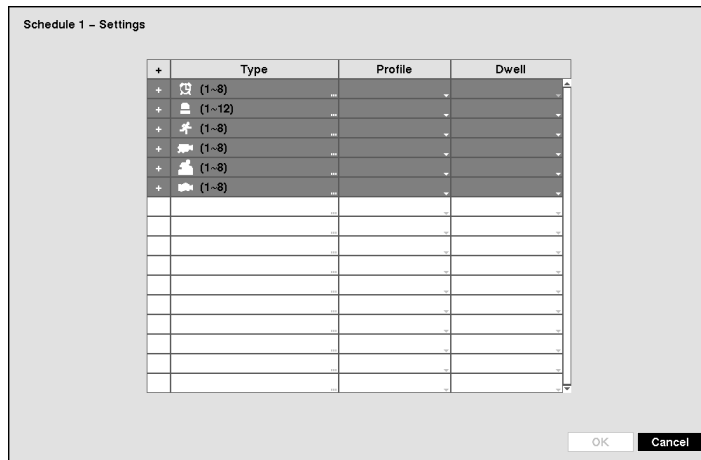 Schedule 1 – Settings
+ Type Profile Dwell
+ (1~8)
+ (1~12)
+ (1~8)
+ (1~8)
+ (1~8)
+ (1~8)
OK Cancel